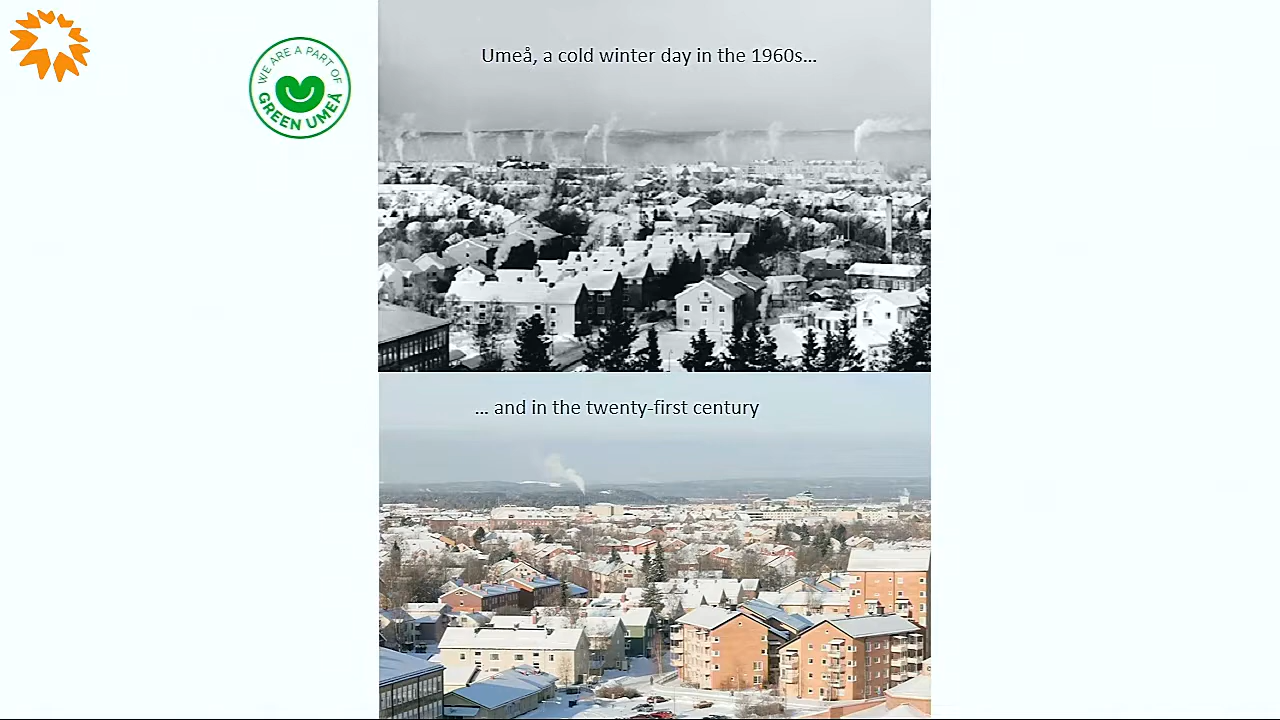 WE ARE A PART OF
GREEN UMEÅ
Umeå, a cold winter day in the 1960s...
... and in the twenty-first century